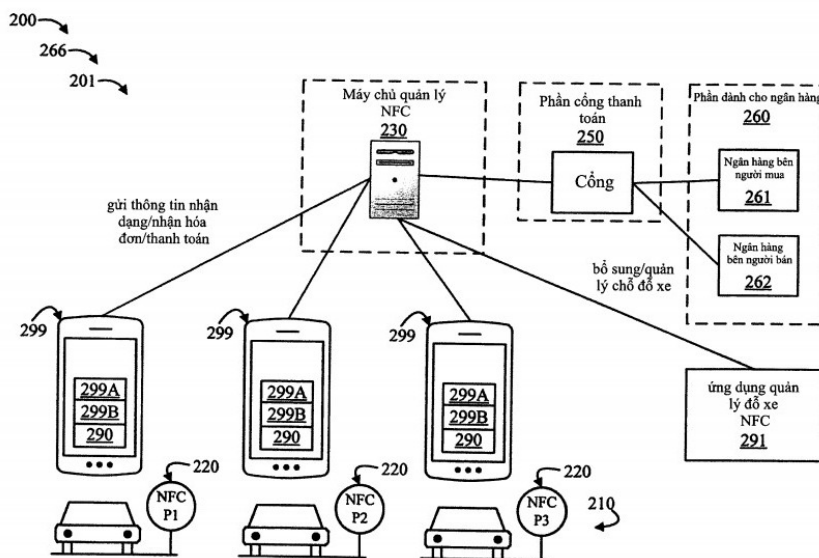 200
266
201
Máy chủ quản lý
NFC
230
Phần cổng thanh
toán
250
Cổng
Phần dành cho ngân hàng
260
Ngân hàng bên
người mua
261
Ngân hàng
bên người bán
262
gửi thông tin nhận
dạng/nhận hóa
đơn/thanh toán
bổ sung/quản
lý chỗ đỗ xe
299
299
299
299A
299B
290
299A
299B
290
299A
299B
290
ứng dụng quản
lý đỗ xe
NFC
291
220
220
220
NFC
P1
NFC
P2
NFC
P3
210